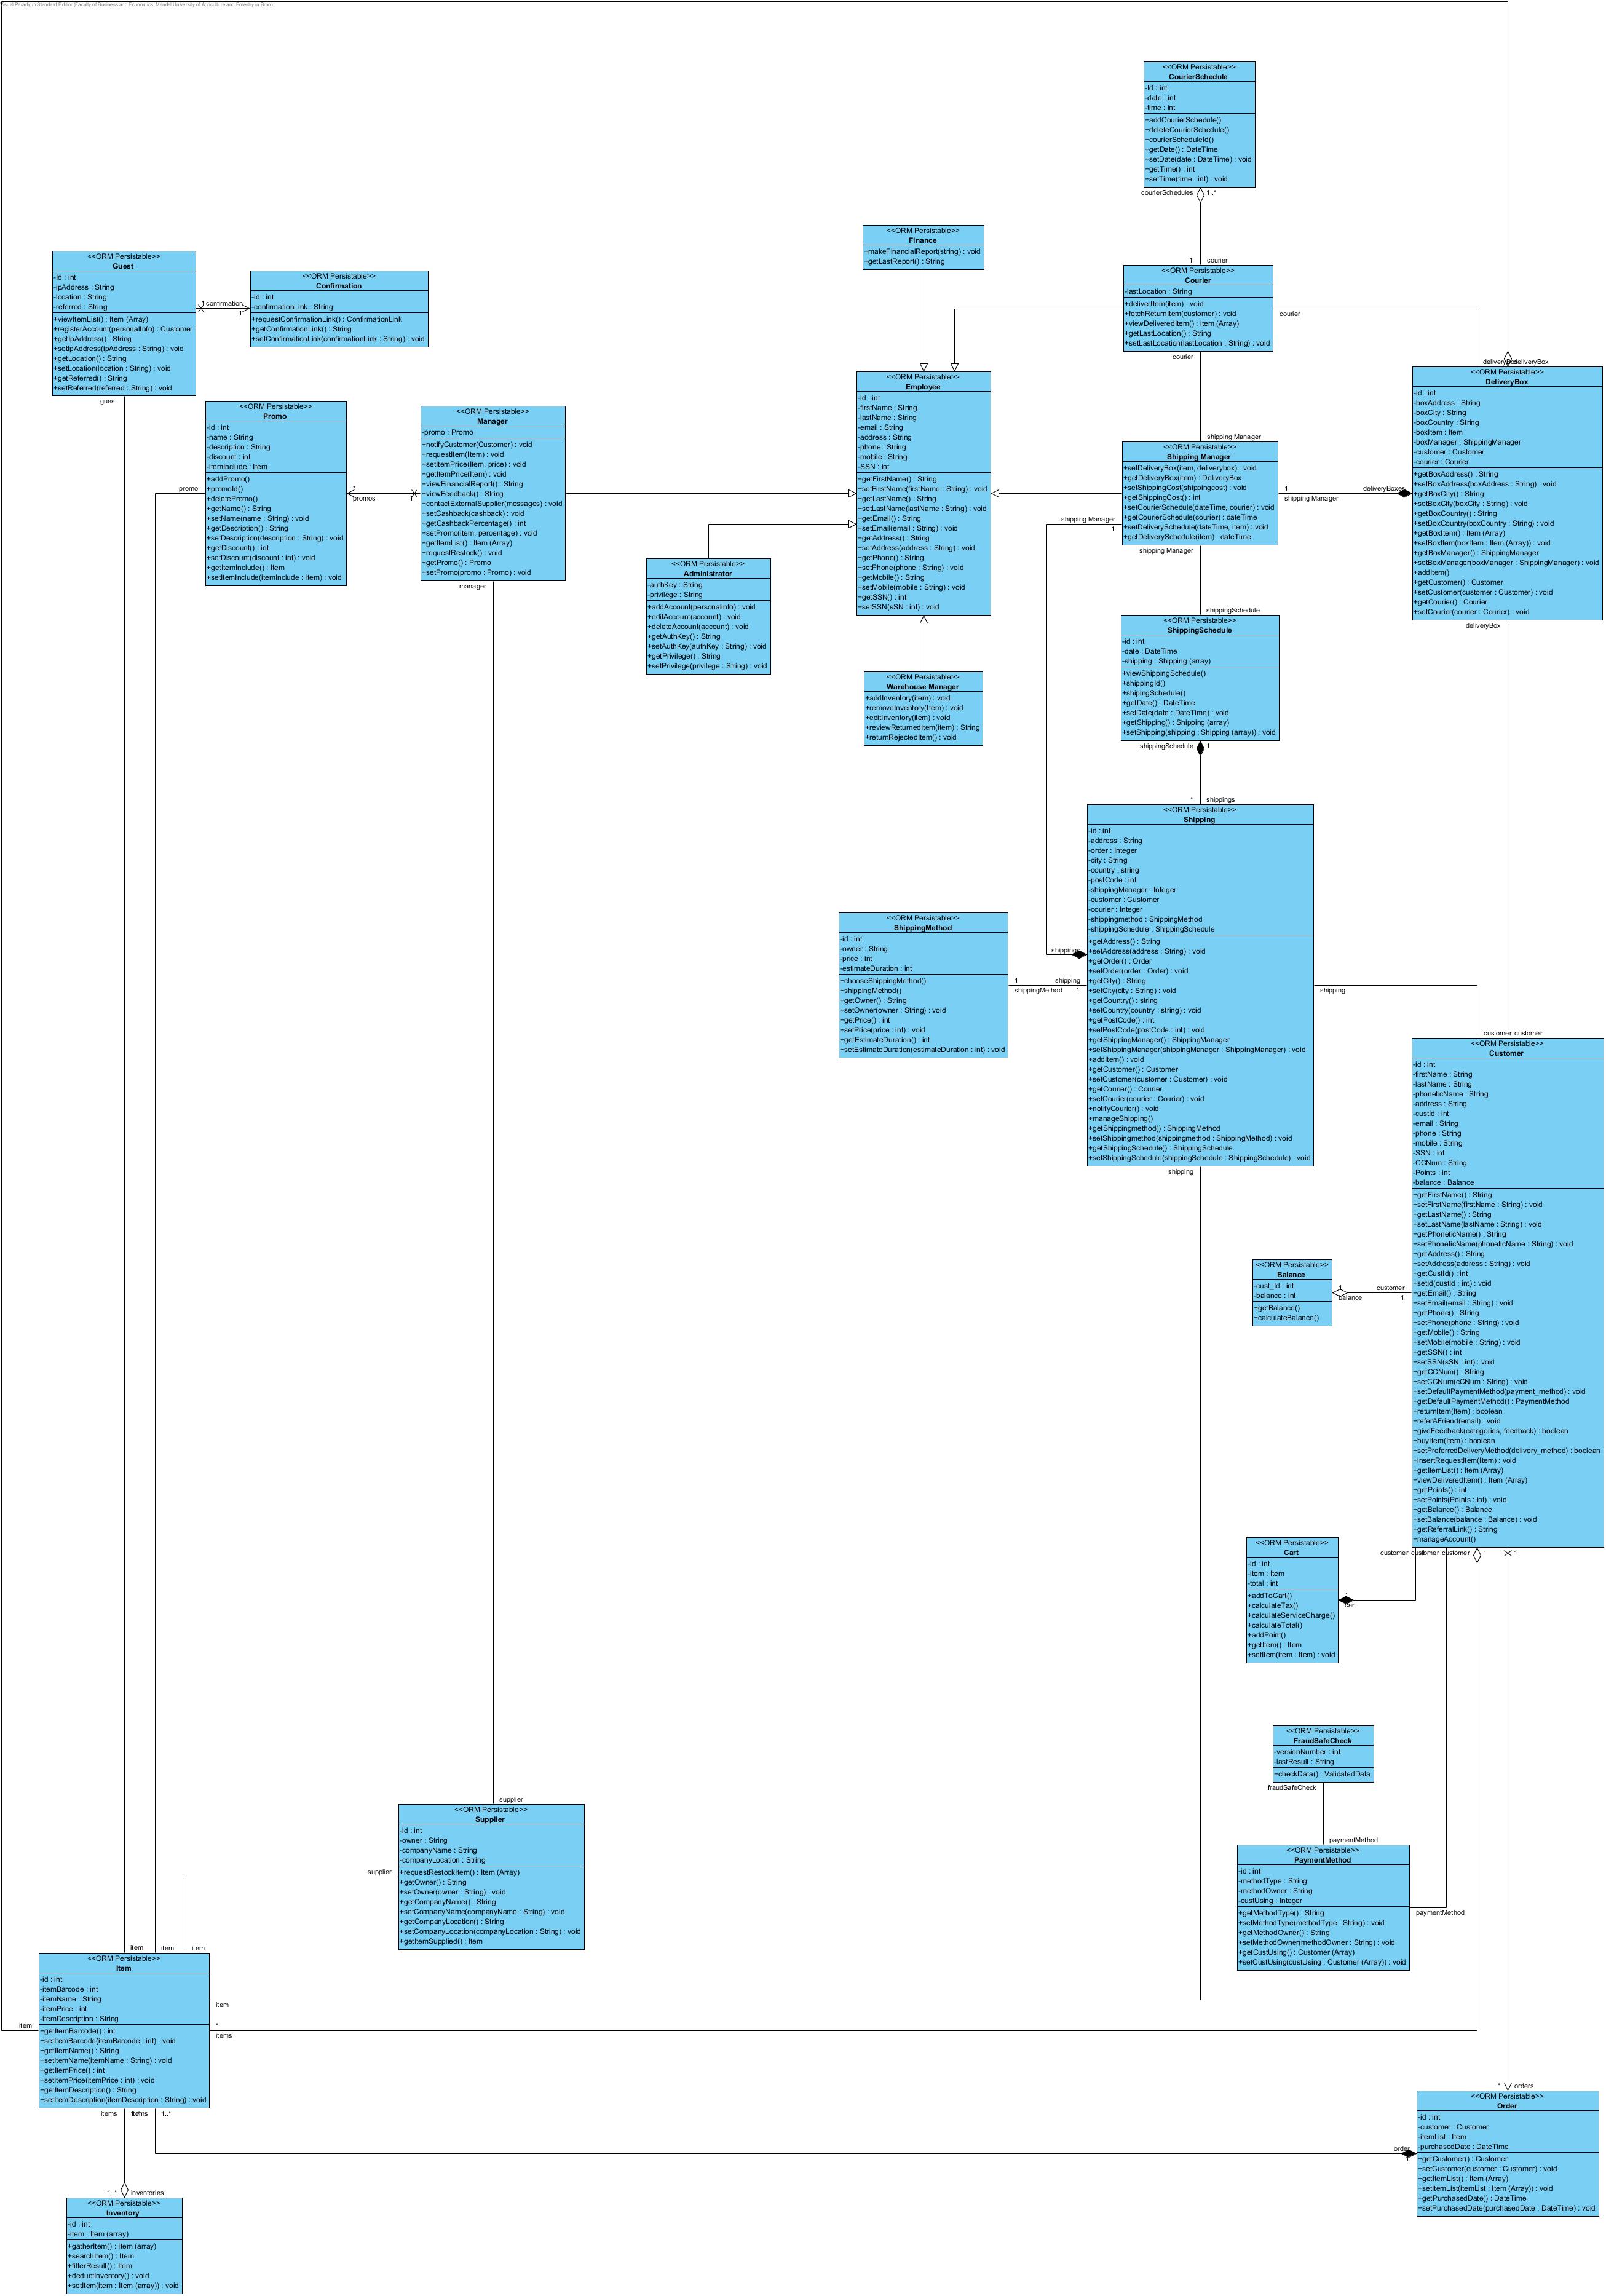 Visual Paradigm Standard Edition(Faculty of Business and Economics, Mendel University of Agriculture and Forestry in Brno)
<<ORM Persistable>>
CourierSchedule
-Id : int
-date : int
-time : int
+addCourierSchedule()
+deleteCourierSchedule()
+courierScheduleId()
+getDate() : DateTime
+setDate(date : DateTime) : void
+getTime() : int
+setTime(time : int) : void
courierSchedules
1..*
1
courier
<<ORM Persistable>>
Finance
+makeFinancialReport(string) : void
+getLastReport() : String
<<ORM Persistable>>
Guest
-Id : int
-ipAddress : String
-location : String
-referred : String
+viewItemList() : Item (Array)
+registerAccount(personalInfo) : Customer
+getIpAddress() : String
+setIpAddress(ipAddress : String) : void
+getLocation() : String
+setLocation(location : String) : void
+getReferred() : String
+setReferred(referred : String) : void
guest
1
confirmation
1
<<ORM Persistable>>
Confirmation
-id : int
-confirmationLink : String
+requestConfirmationLink() : ConfirmationLink
+getConfirmationLink() : String
+setConfirmationLink(confirmationLink : String) : void
<<ORM Persistable>>
Courier
-lastLocation : String
+deliverItem(item) : void
+fetchReturnItem(customer) : void
+viewDeliveredItem() : item (Array)
+getLastLocation() : String
+setLastLocation(lastLocation : String) : void
courier
courier
deliveryBox
deliveryBox
<<ORM Persistable>>
DeliveryBox
-id : int
-boxAddress : String
-boxCity : String
-boxCountry : String
-boxItem : Item
-boxManager : ShippingManager
-customer : Customer
-courier : Courier
+getBoxAddress() : String
+setBoxAddress(boxAddress : String) : void
+getBoxCity() : String
+setBoxCity(boxCity : String) : void
+getBoxCountry() : String
+setBoxCountry(boxCountry : String) : void
+getBoxItem() : Item (Array)
+setBoxItem(boxItem : Item (Array)) : void
+getBoxManager() : ShippingManager
+setBoxManager(boxManager : ShippingManager) : void
+addItem()
+getCustomer() : Customer
+setCustomer(customer : Customer) : void
+getCourier() : Courier
+setCourier(courier : Courier) : void
deliveryBox
<<ORM Persistable>>
Employee
-id : int
-firstName : String
-lastName : String
-email : String
-address : String
-phone : String
-mobile : String
-SSN : int
+getFirstName() : String
+setFirstName(firstName : String) : void
+getLastName() : String
+setLastName(lastName : String) : void
+getEmail() : String
+setEmail(email : String) : void
+getAddress() : String
+setAddress(address : String) : void
+getPhone() : String
+setPhone(phone : String) : void
+getMobile() : String
+setMobile(mobile : String) : void
+getSSN() : int
+setSSN(sSN : int) : void
<<ORM Persistable>>
Promo
-id : int
-name : String
-description : String
-discount : int
-itemInclude : Item
+addPromo()
+promoId()
+deletePromo()
+getName() : String
+setName(name : String) : void
+getDescription() : String
+setDescription(description : String) : void
+getDiscount() : int
+setDiscount(discount : int) : void
+getItemInclude() : Item
+setItemInclude(itemInclude : Item) : void
promo
*
promos
1
<<ORM Persistable>>
Manager
-promo : Promo
+notifyCustomer(Customer) : void
+requestItem(Item) : void
+setItemPrice(Item, price) : void
+getItemPrice(Item) : void
+viewFinancialReport() : String
+viewFeedback() : String
+contactExternalSupplier(messages) : void
+setCashback(cashback) : void
+getCashbackPercentage() : int
+setPromo(item, percentage) : void
+getItemList() : Item (Array)
+requestRestock() : void
+getPromo() : Promo
+setPromo(promo : Promo) : void
manager
shipping Manager
<<ORM Persistable>>
Shipping Manager
+setDeliveryBox(item, deliverybox) : void
+getDeliveryBox(item) : DeliveryBox
+setShippingCost(shippingcost) : void
+getShippingCost() : int
+setCourierSchedule(dateTime, courier) : void
+getCourierSchedule(courier) : dateTime
+setDeliverySchedule(dateTime, item) : void
+getDeliverySchedule(item) : dateTime
1
shipping Manager
deliveryBoxes
*
shipping Manager
1
shipping Manager
<<ORM Persistable>>
Administrator
-authKey : String
-privilege : String
+addAccount(personalinfo) : void
+editAccount(account) : void
+deleteAccount(account) : void
+getAuthKey() : String
+setAuthKey(authKey : String) : void
+getPrivilege() : String
+setPrivilege(privilege : String) : void
<<ORM Persistable>>
Warehouse Manager
+addInventory(item) : void
+removeInventory(Item) : void
+editInventory(item) : void
+reviewReturnedItem(item) : String
+returnRejectedItem() : void
shippingSchedule
<<ORM Persistable>>
ShippingSchedule
-id : int
-date : DateTime
-shipping : Shipping (array)
+viewShippingSchedule()
+shippingId()
+shipingSchedule()
+getDate() : DateTime
+setDate(date : DateTime) : void
+getShipping() : Shipping (array)
+setShipping(shipping : Shipping (array)) : void
shippingSchedule
1
*
shippings
<<ORM Persistable>>
Shipping
-id : int
-address : String
-order : Integer
-city : String
-country : string
-postCode : int
-shippingManager : Integer
-customer : Customer
-courier : Integer
-shippingmethod : ShippingMethod
-shippingSchedule : ShippingSchedule
+getAddress() : String
+setAddress(address : String) : void
+getOrder() : Order
+setOrder(order : Order) : void
+getCity() : String
+setCity(city : String) : void
+getCountry() : string
+setCountry(country : string) : void
+getPostCode() : int
+setPostCode(postCode : int) : void
+getShippingManager() : ShippingManager
+setShippingManager(shippingManager : ShippingManager) : void
+addItem() : void
+getCustomer() : Customer
+setCustomer(customer : Customer) : void
+getCourier() : Courier
+setCourier(courier : Courier) : void
+notifyCourier() : void
+manageShipping()
+getShippingmethod() : ShippingMethod
+setShippingmethod(shippingmethod : ShippingMethod) : void
+getShippingSchedule() : ShippingSchedule
+setShippingSchedule(shippingSchedule : ShippingSchedule) : void
shipping
<<ORM Persistable>>
ShippingMethod
-id : int
-owner : String
-price : int
-estimateDuration : int
+chooseShippingMethod()
+shippingMethod()
+getOwner() : String
+setOwner(owner : String) : void
+getPrice() : int
+setPrice(price : int) : void
+getEstimateDuration() : int
+setEstimateDuration(estimateDuration : int) : void
shippings
1
shipping
shippingMethod
1
shipping
customer
customer
<<ORM Persistable>>
Customer
-id : int
-firstName : String
-lastName : String
-phoneticName : String
-address : String
-custId : int
-email : String
-phone : String
-mobile : String
-SSN : int
-CCNum : String
-Points : int
-balance : Balance
+getFirstName() : String
+setFirstName(firstName : String) : void
+getLastName() : String
+setLastName(lastName : String) : void
+getPhoneticName() : String
+setPhoneticName(phoneticName : String) : void
+getAddress() : String
+setAddress(address : String) : void
+getCustId() : int
+setId(custId : int) : void
+getEmail() : String
+setEmail(email : String) : void
+getPhone() : String
+setPhone(phone : String) : void
+getMobile() : String
+setMobile(mobile : String) : void
+getSSN() : int
+setSSN(sSN : int) : void
+getCCNum() : String
+setCCNum(cCNum : String) : void
+setDefaultPaymentMethod(payment_method) : void
+getDefaultPaymentMethod() : PaymentMethod
+returnItem(Item) : boolean
+referAFriend(email) : void
+giveFeedback(categories, feedback) : boolean
+buyItem(Item) : boolean
+setPreferredDeliveryMethod(delivery_method) : boolean
+insertRequestItem(Item) : void
+getItemList() : Item (Array)
+viewDeliveredItem() : Item (Array)
+getPoints() : int
+setPoints(Points : int) : void
+getBalance() : Balance
+setBalance(balance : Balance) : void
+getReferralLink() : String
+manageAccount()
<<ORM Persistable>>
Balance
-cust_Id : int
-balance : int
+getBalance()
+calculateBalance()
1
balance
customer
1
customer
customer
customer
1
1
<<ORM Persistable>>
Cart
-id : int
-item : Item
-total : int
+addToCart()
+calculateTax()
+calculateServiceCharge()
+calculateTotal()
+addPoint()
+getItem() : Item
+setItem(item : Item) : void
1
cart
<<ORM Persistable>>
FraudSafeCheck
-versionNumber : int
-lastResult : String
+checkData() : ValidatedData
fraudSafeCheck
paymentMethod
<<ORM Persistable>>
PaymentMethod
-id : int
-methodType : String
-methodOwner : String
-custUsing : Integer
+getMethodType() : String
+setMethodType(methodType : String) : void
+getMethodOwner() : String
+setMethodOwner(methodOwner : String) : void
+getCustUsing() : Customer (Array)
+setCustUsing(custUsing : Customer (Array)) : void
paymentMethod
supplier
<<ORM Persistable>>
Supplier
-id : int
-owner : String
-companyName : String
-companyLocation : String
+requestRestockItem() : Item (Array)
+getOwner() : String
+setOwner(owner : String) : void
+getCompanyName() : String
+setCompanyName(companyName : String) : void
+getCompanyLocation() : String
+setCompanyLocation(companyLocation : String) : void
+getItemSupplied() : Item
supplier
item
item
item
<<ORM Persistable>>
Item
-id : int
-itemBarcode : int
-itemName : String
-itemPrice : int
-itemDescription : String
+getItemBarcode() : int
+setItemBarcode(itemBarcode : int) : void
+getItemName() : String
+setItemName(itemName : String) : void
+getItemPrice() : int
+setItemPrice(itemPrice : int) : void
+getItemDescription() : String
+setItemDescription(itemDescription : String) : void
item
item
*
items
items
1..*
*
orders
<<ORM Persistable>>
Order
-id : int
-customer : Customer
-itemList : Item
-purchasedDate : DateTime
+getCustomer() : Customer
+setCustomer(customer : Customer) : void
+getItemList() : Item (Array)
+setItemList(itemList : Item (Array)) : void
+getPurchasedDate() : DateTime
+setPurchasedDate(purchasedDate : DateTime) : void
order
1
1..*
inventories
<<ORM Persistable>>
Inventory
-id : int
-item : Item (array)
+gatherItem() : Item (array)
+searchItem() : Item
+filterResult() : Item
+deductInventory() : void
+setItem(item : Item (array)) : void